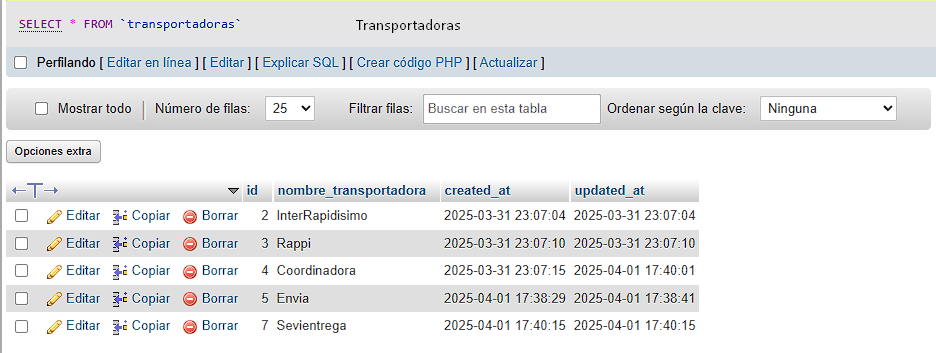 SELECT * FROM `transportadoras` Transportadoras
Perfilando [ Editar en línea ] [ Editar ] [ Explicar SQL ] [ Crear código PHP ] [ Actualizar ]
Mostrar todo Número de filas: 25 Filtrar filas: Buscar en esta tabla Ordenar según la clave: Ninguna
Opciones extra
←T→ id nombre_transportadora created_at updated_at
Editar Copiar Borrar 2 InterRapidisimo 2025-03-31 23:07:04 2025-03-31 23:07:04
Editar Copiar Borrar 3 Rappi 2025-03-31 23:07:10 2025-03-31 23:07:10
Editar Copiar Borrar 4 Coordinadora 2025-03-31 23:07:15 2025-04-01 17:40:01
Editar Copiar Borrar 5 Envia 2025-04-01 17:38:29 2025-04-01 17:38:41
Editar Copiar Borrar 7 Sevientrega 2025-04-01 17:40:15 2025-04-01 17:40:15